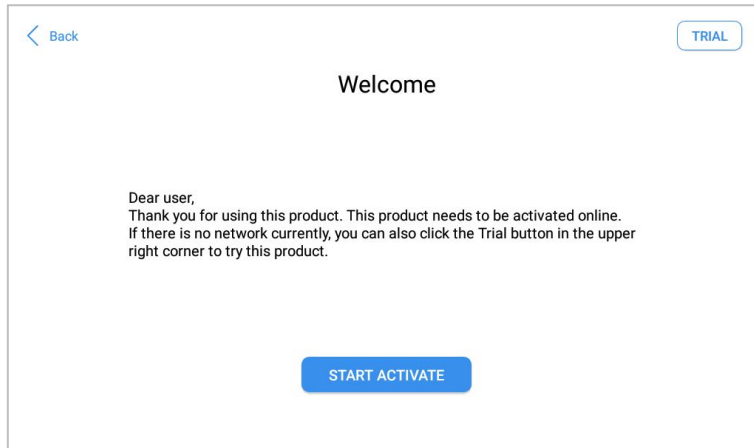 Back
TRIAL
Welcome
Dear user,
Thank you for using this product. This product needs to be activated online.
If there is no network currently, you can also click the Trial button in the upper
right corner to try this product.
START ACTIVATE